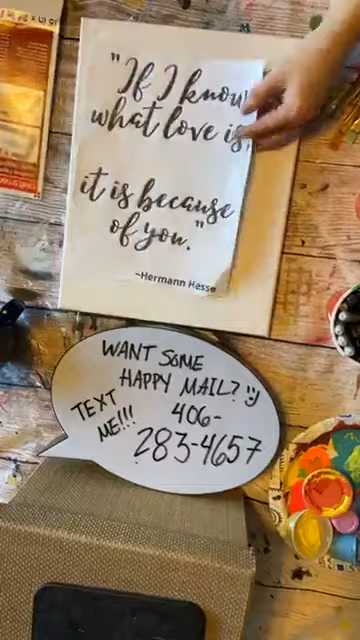 "If I know
what love is,
it is because
of you."
~Hermann Hesse
WANT SOME
HAPPY MAIL? :)
TEXT
ME!!!
406-
283-4657